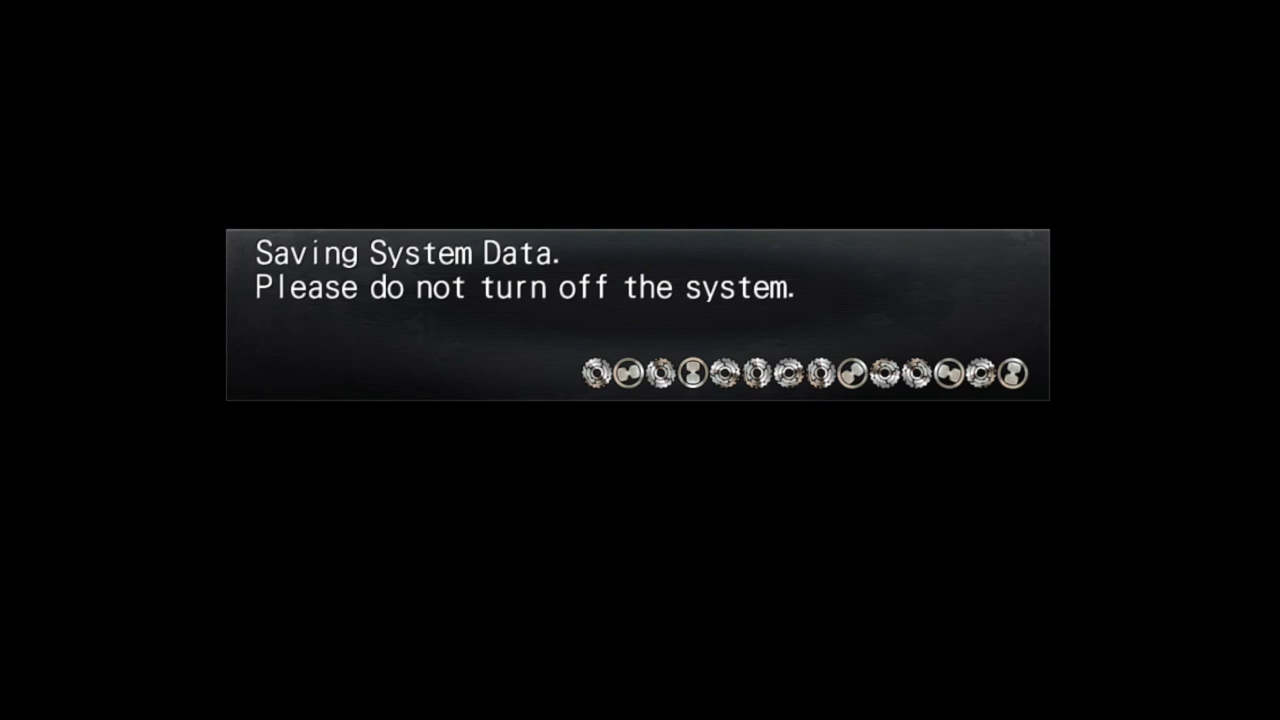 Saving System Data.
Please do not turn off the system.